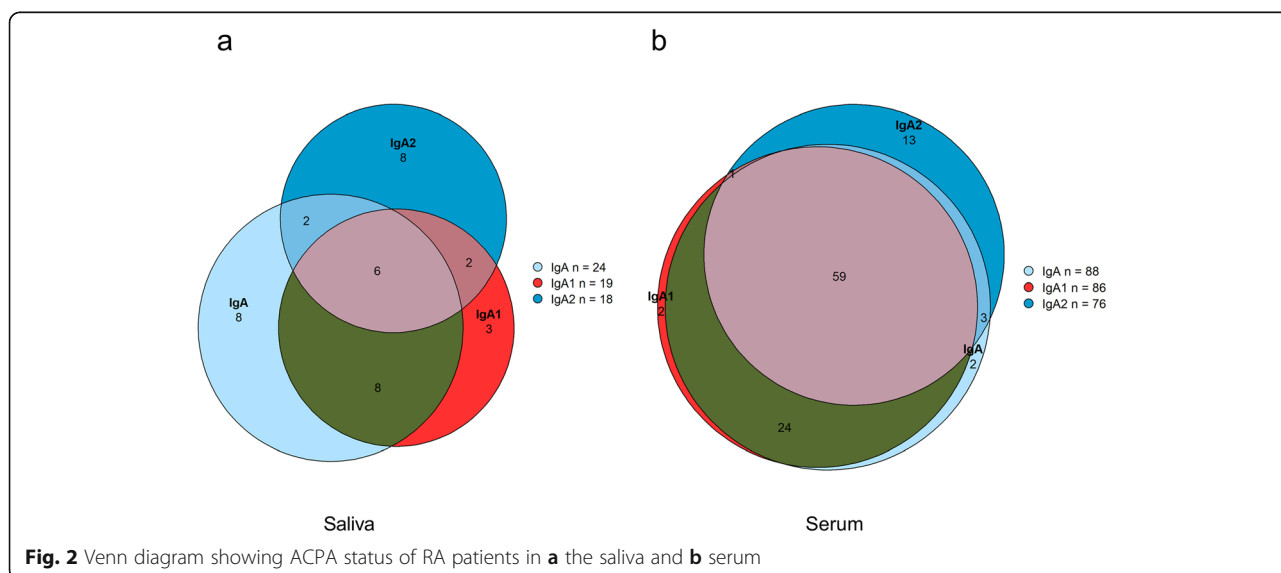 a
b
IgA2
8
2
6
2
IgA
8
IgA1
3
8
IgA n = 24
IgA1 n = 19
IgA2 n = 18
Saliva
IgA2
13
1
59
IgA1
2
3
IgA
2
24
IgA n = 88
IgA1 n = 86
IgA2 n = 76
Serum
Fig. 2 Venn diagram showing ACPA status of RA patients in a the saliva and b serum